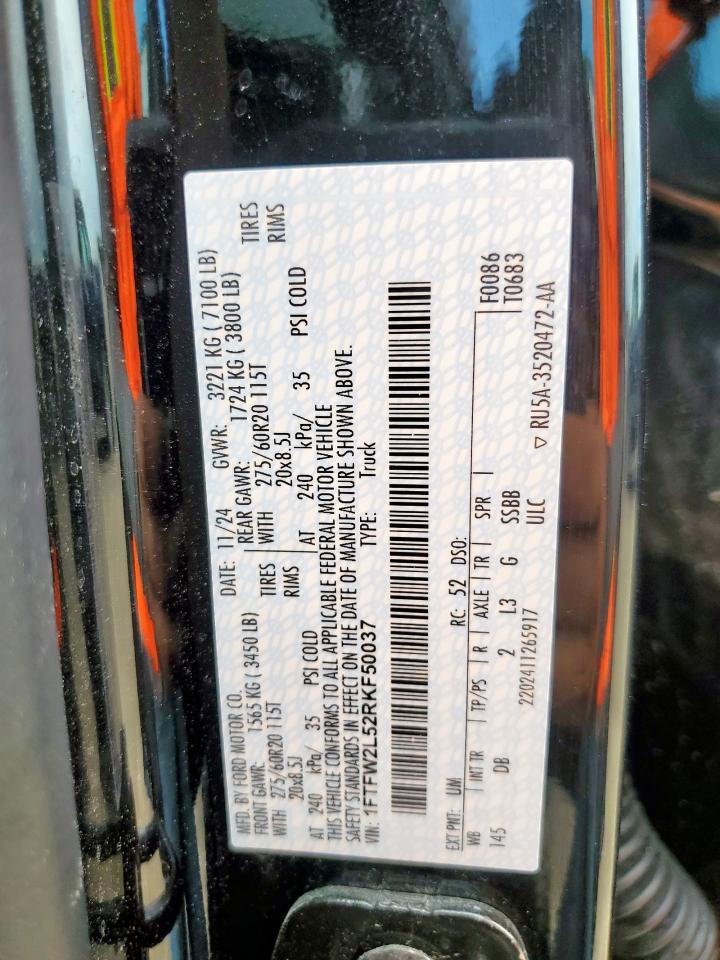 MFD. BY FORD MOTOR CO.
DATE: 11/24 GVWR: 3221 KG ( 7100 LB)
FRONT GAWR: 1565 KG ( 3450 LB) REAR GAWR: 1724 KG ( 3800 LB)
WITH 275/60R20 115T TIRES WITH 275/60R20 115T TIRES
20x8.5J RIMS 20x8.5J RIMS
AT 240 kPa/ 35 PSI COLD AT 240 kPa/ 35 PSI COLD
THIS VEHICLE CONFORMS TO ALL APPLICABLE FEDERAL MOTOR VEHICLE
SAFETY STANDARDS IN EFFECT ON THE DATE OF MANUFACTURE SHOWN ABOVE.
VIN: 1FTFW2L52RKF50037 TYPE: Truck
EXT PNT: UM RC: 52 DSO:
WB INT TR TP/PS R AXLE TR SPR F0086
145 DB 2 L3 G SSBB T0683
2202411265917 ULC
▽ RU5A-3520472-AA